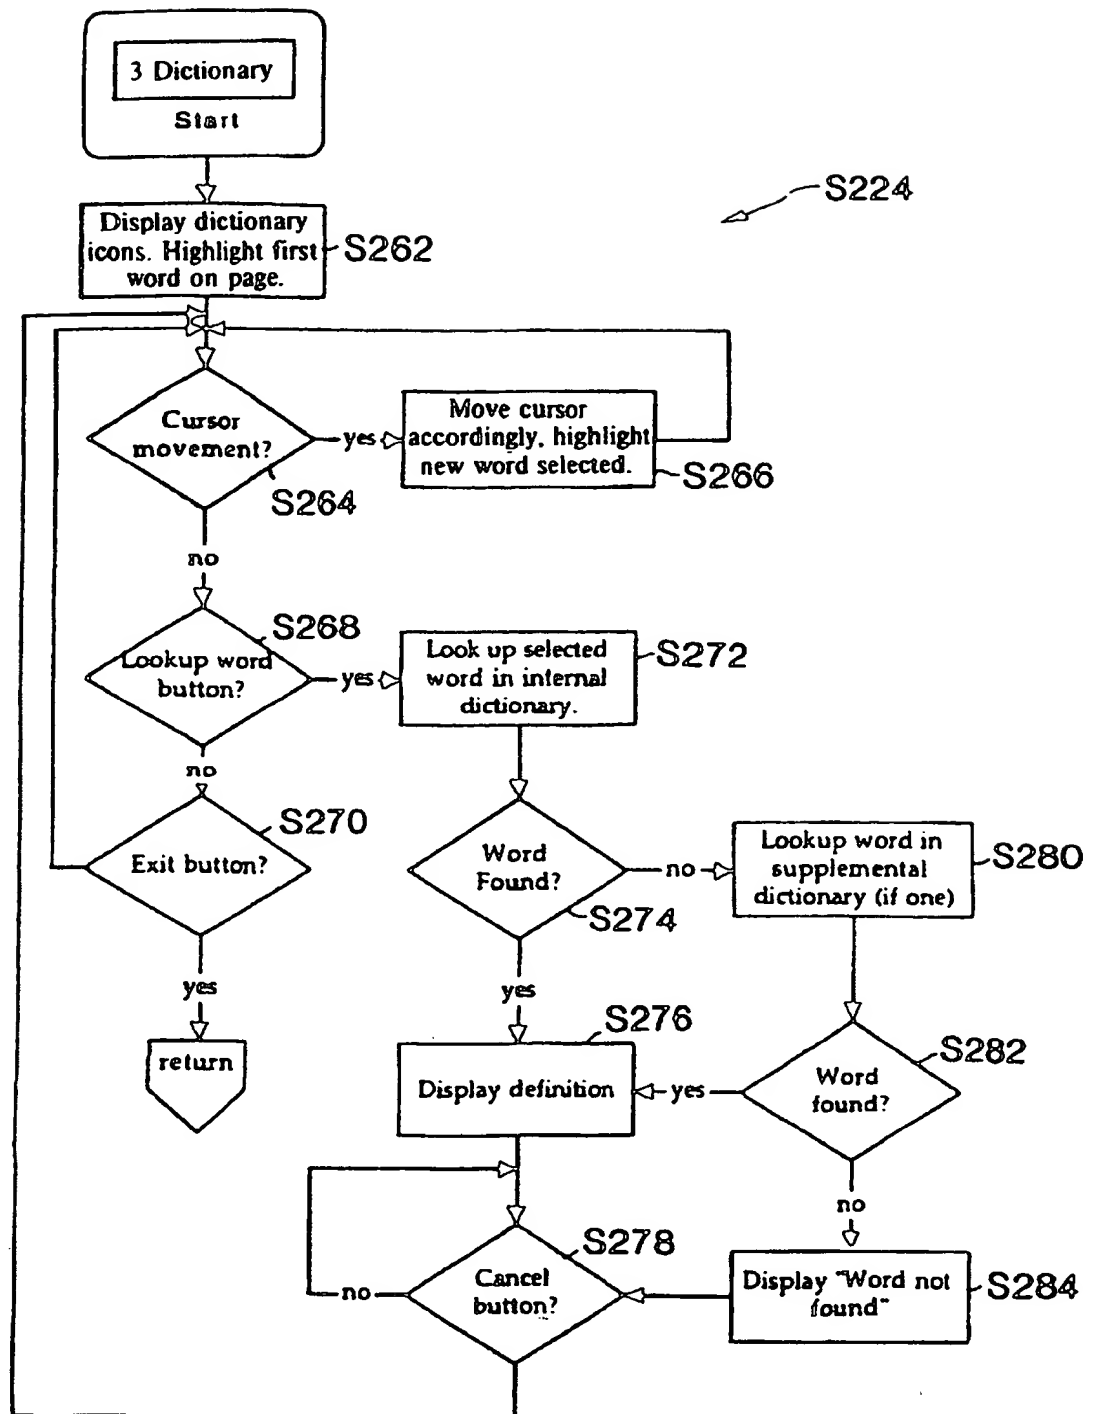 3 Dictionary
Start
S224
Display dictionary
icons. Highlight first
word on page.
S262
Cursor
movement?
S264
yes
Move cursor
accordingly, highlight
new word selected.
S266
no
Lookup word
button?
S268
yes
Look up selected
word in internal
dictionary.
S272
no
Exit button?
S270
yes
return
Word
Found?
S274
no
Lookup word in
supplemental
dictionary (if one)
S280
yes
Display definition
S276
yes
Word
found?
S282
no
Display "Word not
found"
S284
Cancel
button?
S278
no